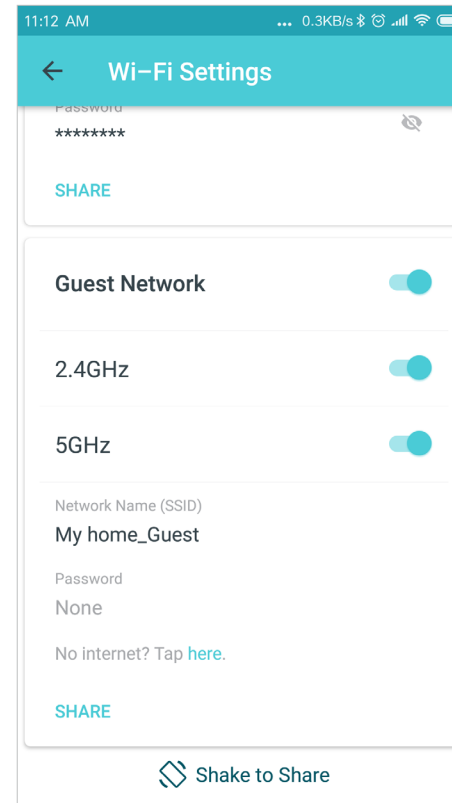 11:12 AM ... 0.3KB/s
Wi-Fi Settings
Password
********
SHARE
Guest Network
2.4GHz
5GHz
Network Name (SSID)
My home_Guest
Password
None
No internet? Tap here.
SHARE
Shake to Share